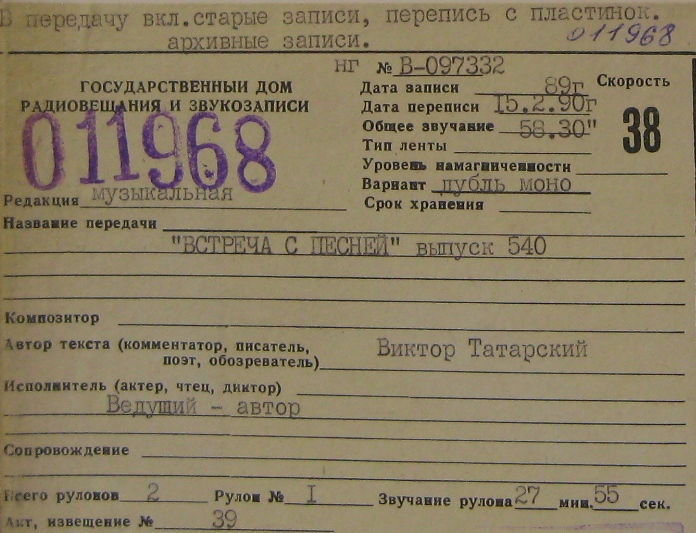 В передачу вкл.старые записи, перепись с пластинок.
архивные записи.
011968
нг № В-097332
ГОСУДАРСТВЕННЫЙ ДОМ
РАДИОВЕЩАНИЯ И ЗВУКОЗАПИСИ
011968
Дата записи 89г
Дата переписи 15.2.90г
Общее звучание 58.30"
Тип ленты
Уровень намагниченности
Вариант дубль моно
Срок хранения
Скорость
38
Редакция музыкальная
Название передачи
"ВСТРЕЧА С ПЕСНЕЙ" выпуск 540
Композитор
Автор текста (комментатор, писатель,
поэт, обозреватель) Виктор Татарский
Исполнитель (актер, чтец, диктор)
Ведущий - автор
Сопровождение
Всего рулонов 2 Рулон № I Звучание рулона 27 мин. 55 сек.
Акт, извещение № 39